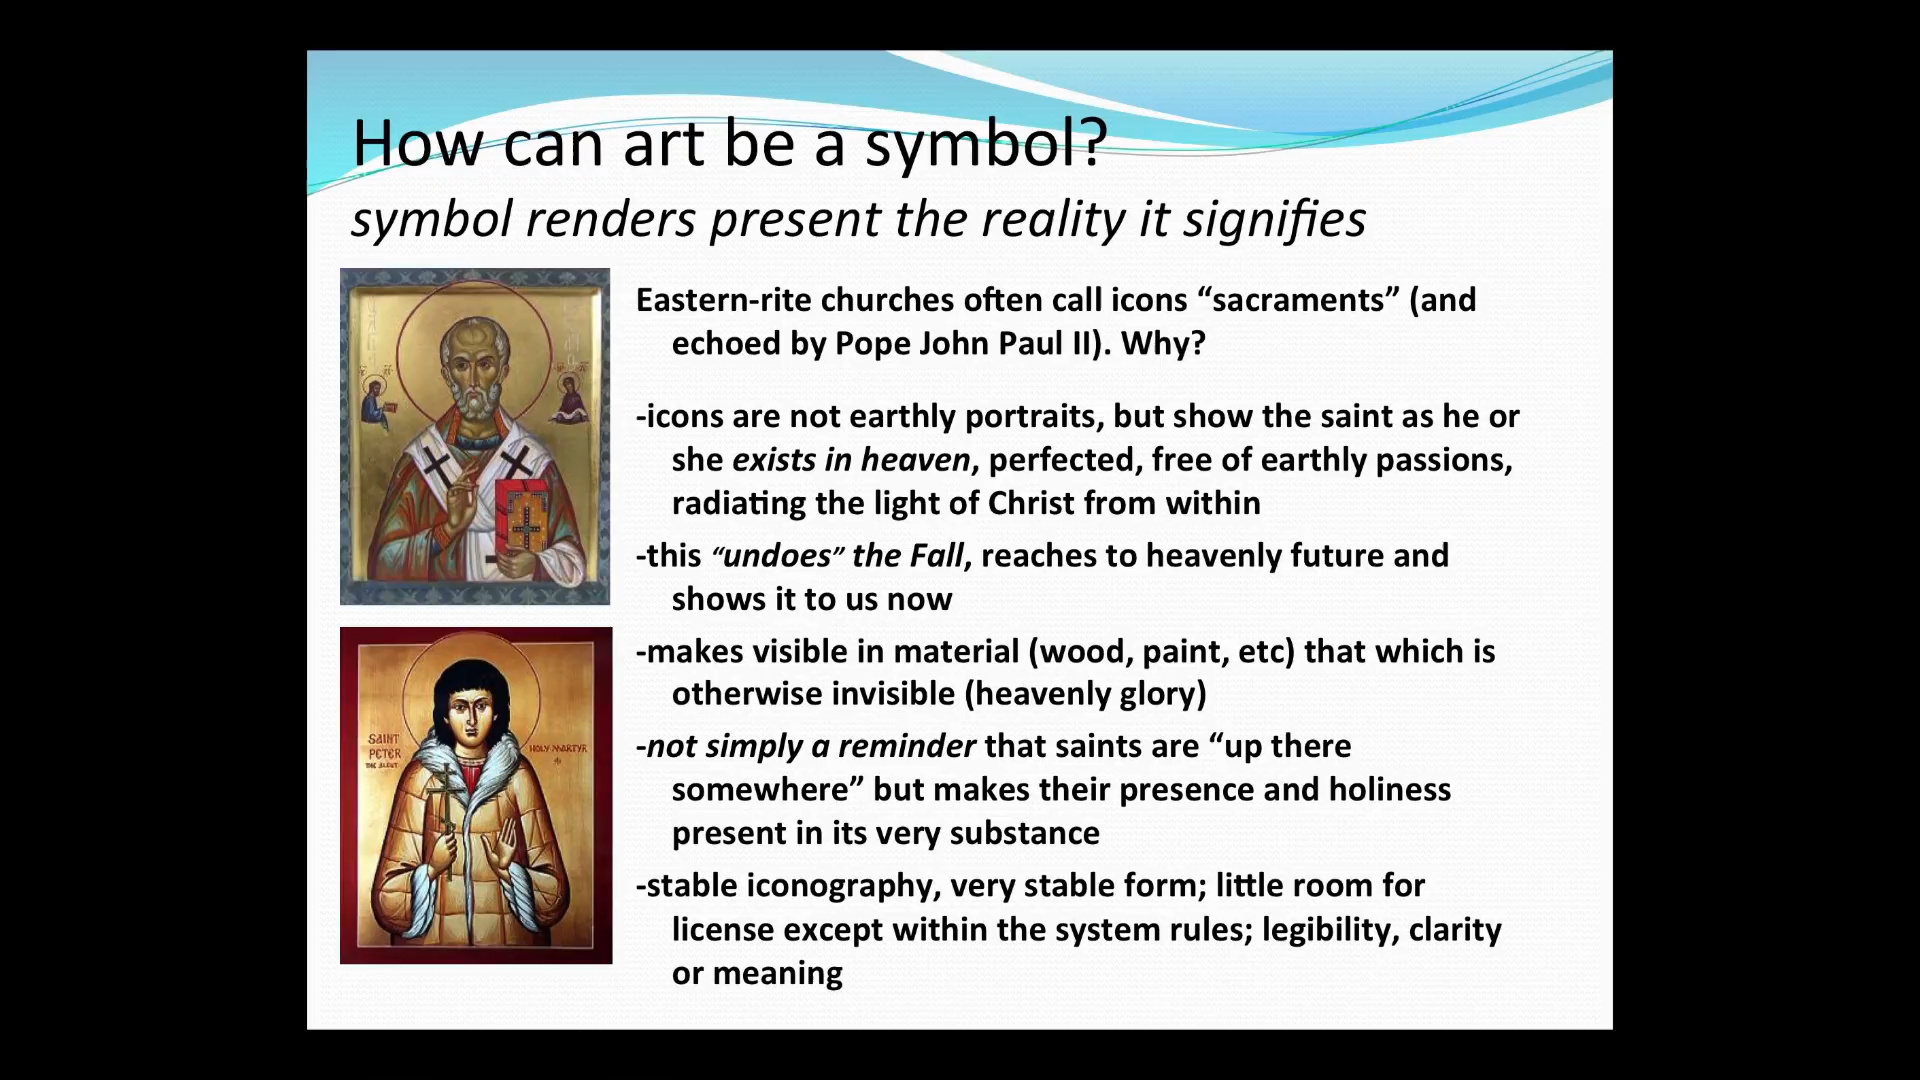 How can art be a symbol?
symbol renders present the reality it signifies
Eastern-rite churches often call icons “sacraments” (and
echoed by Pope John Paul II). Why?
-icons are not earthly portraits, but show the saint as he or
she exists in heaven, perfected, free of earthly passions,
radiating the light of Christ from within
-this “undoes” the Fall, reaches to heavenly future and
shows it to us now
-makes visible in material (wood, paint, etc) that which is
otherwise invisible (heavenly glory)
-not simply a reminder that saints are “up there
somewhere” but makes their presence and holiness
present in its very substance
-stable iconography, very stable form; little room for
license except within the system rules; legibility, clarity
or meaning
SAINT
PETER
THE ALEUT
HOLY MARTYR